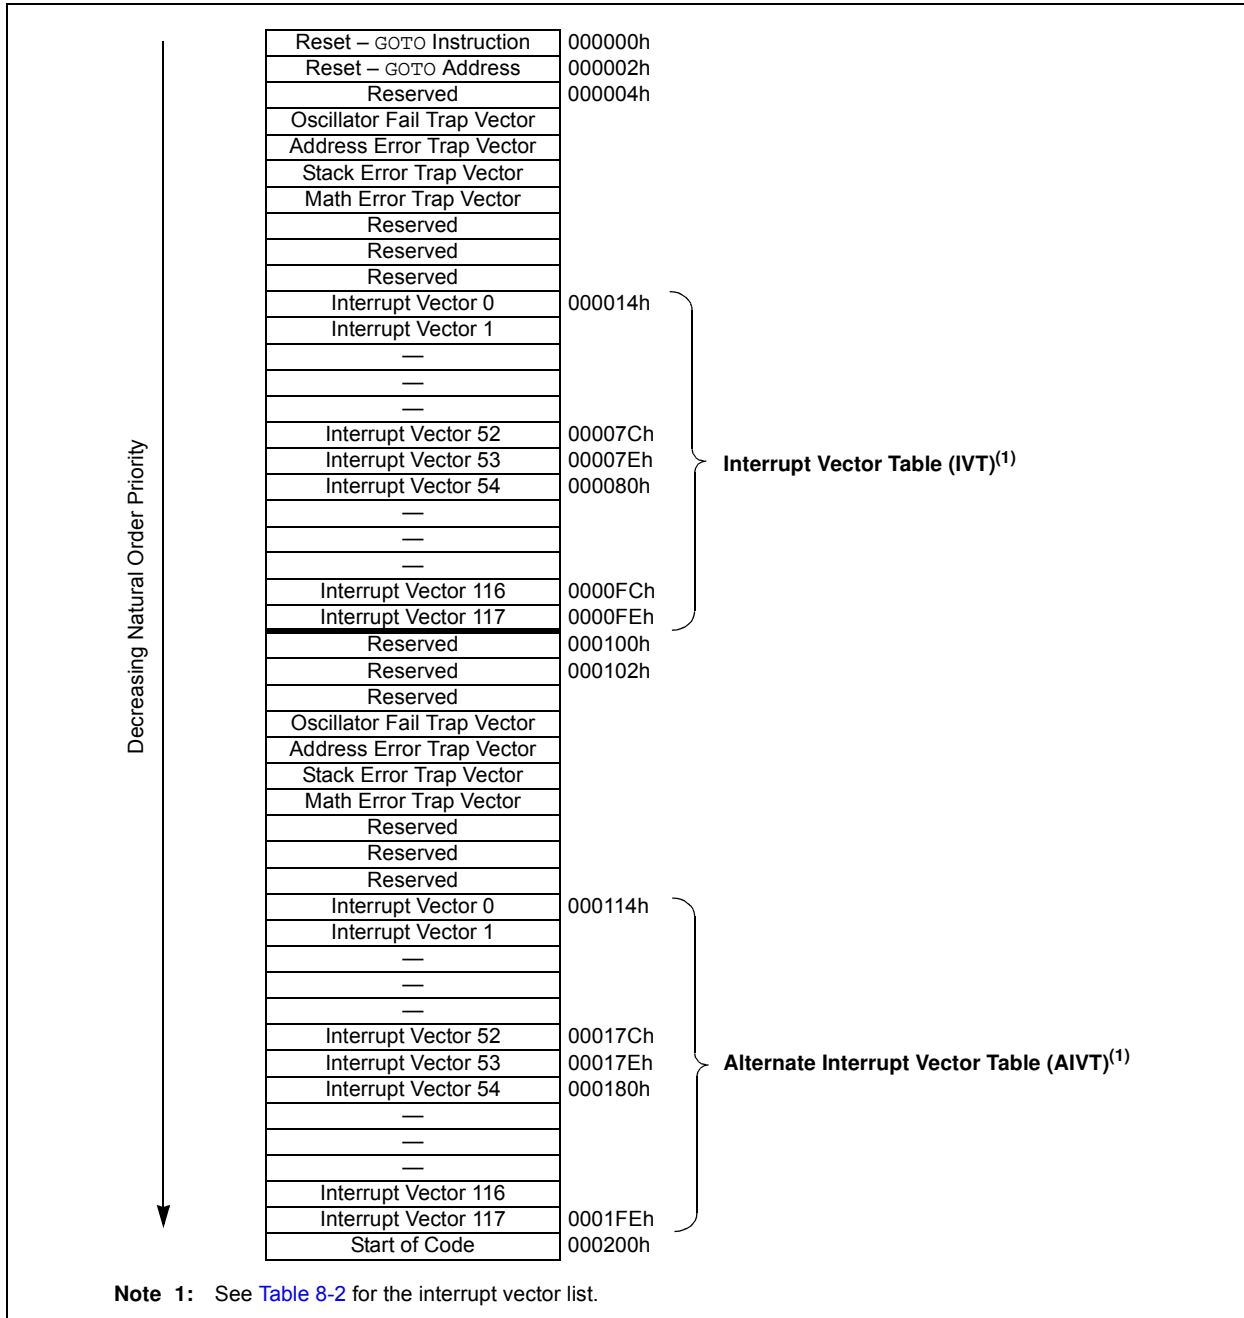 Reset – GOTO Instruction 000000h
Reset – GOTO Address 000002h
Reserved 000004h
Oscillator Fail Trap Vector
Address Error Trap Vector
Stack Error Trap Vector
Math Error Trap Vector
Reserved
Reserved
Reserved
Interrupt Vector 0 000014h
Interrupt Vector 1
—
—
—
Interrupt Vector 52 00007Ch
Interrupt Vector 53 00007Eh
Interrupt Vector 54 000080h
—
—
—
Interrupt Vector 116 0000FCh
Interrupt Vector 117 0000FEh
Interrupt Vector Table (IVT)(1)
Decreasing Natural Order Priority
Reserved 000100h
Reserved 000102h
Reserved
Oscillator Fail Trap Vector
Address Error Trap Vector
Stack Error Trap Vector
Math Error Trap Vector
Reserved
Reserved
Reserved
Interrupt Vector 0 000114h
Interrupt Vector 1
—
—
—
Interrupt Vector 52 00017Ch
Interrupt Vector 53 00017Eh
Interrupt Vector 54 000180h
—
—
—
Interrupt Vector 116
Interrupt Vector 117 0001FEh
Alternate Interrupt Vector Table (AIVT)(1)
Start of Code 000200h
Note 1: See Table 8-2 for the interrupt vector list.